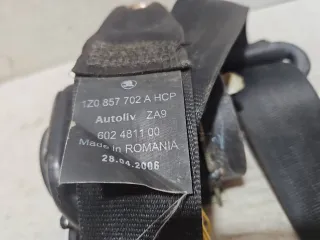 1Z0 857 702 A HCP
Autoliv ZA9
602 4811 00
Made in ROMANIA
28.04.2006